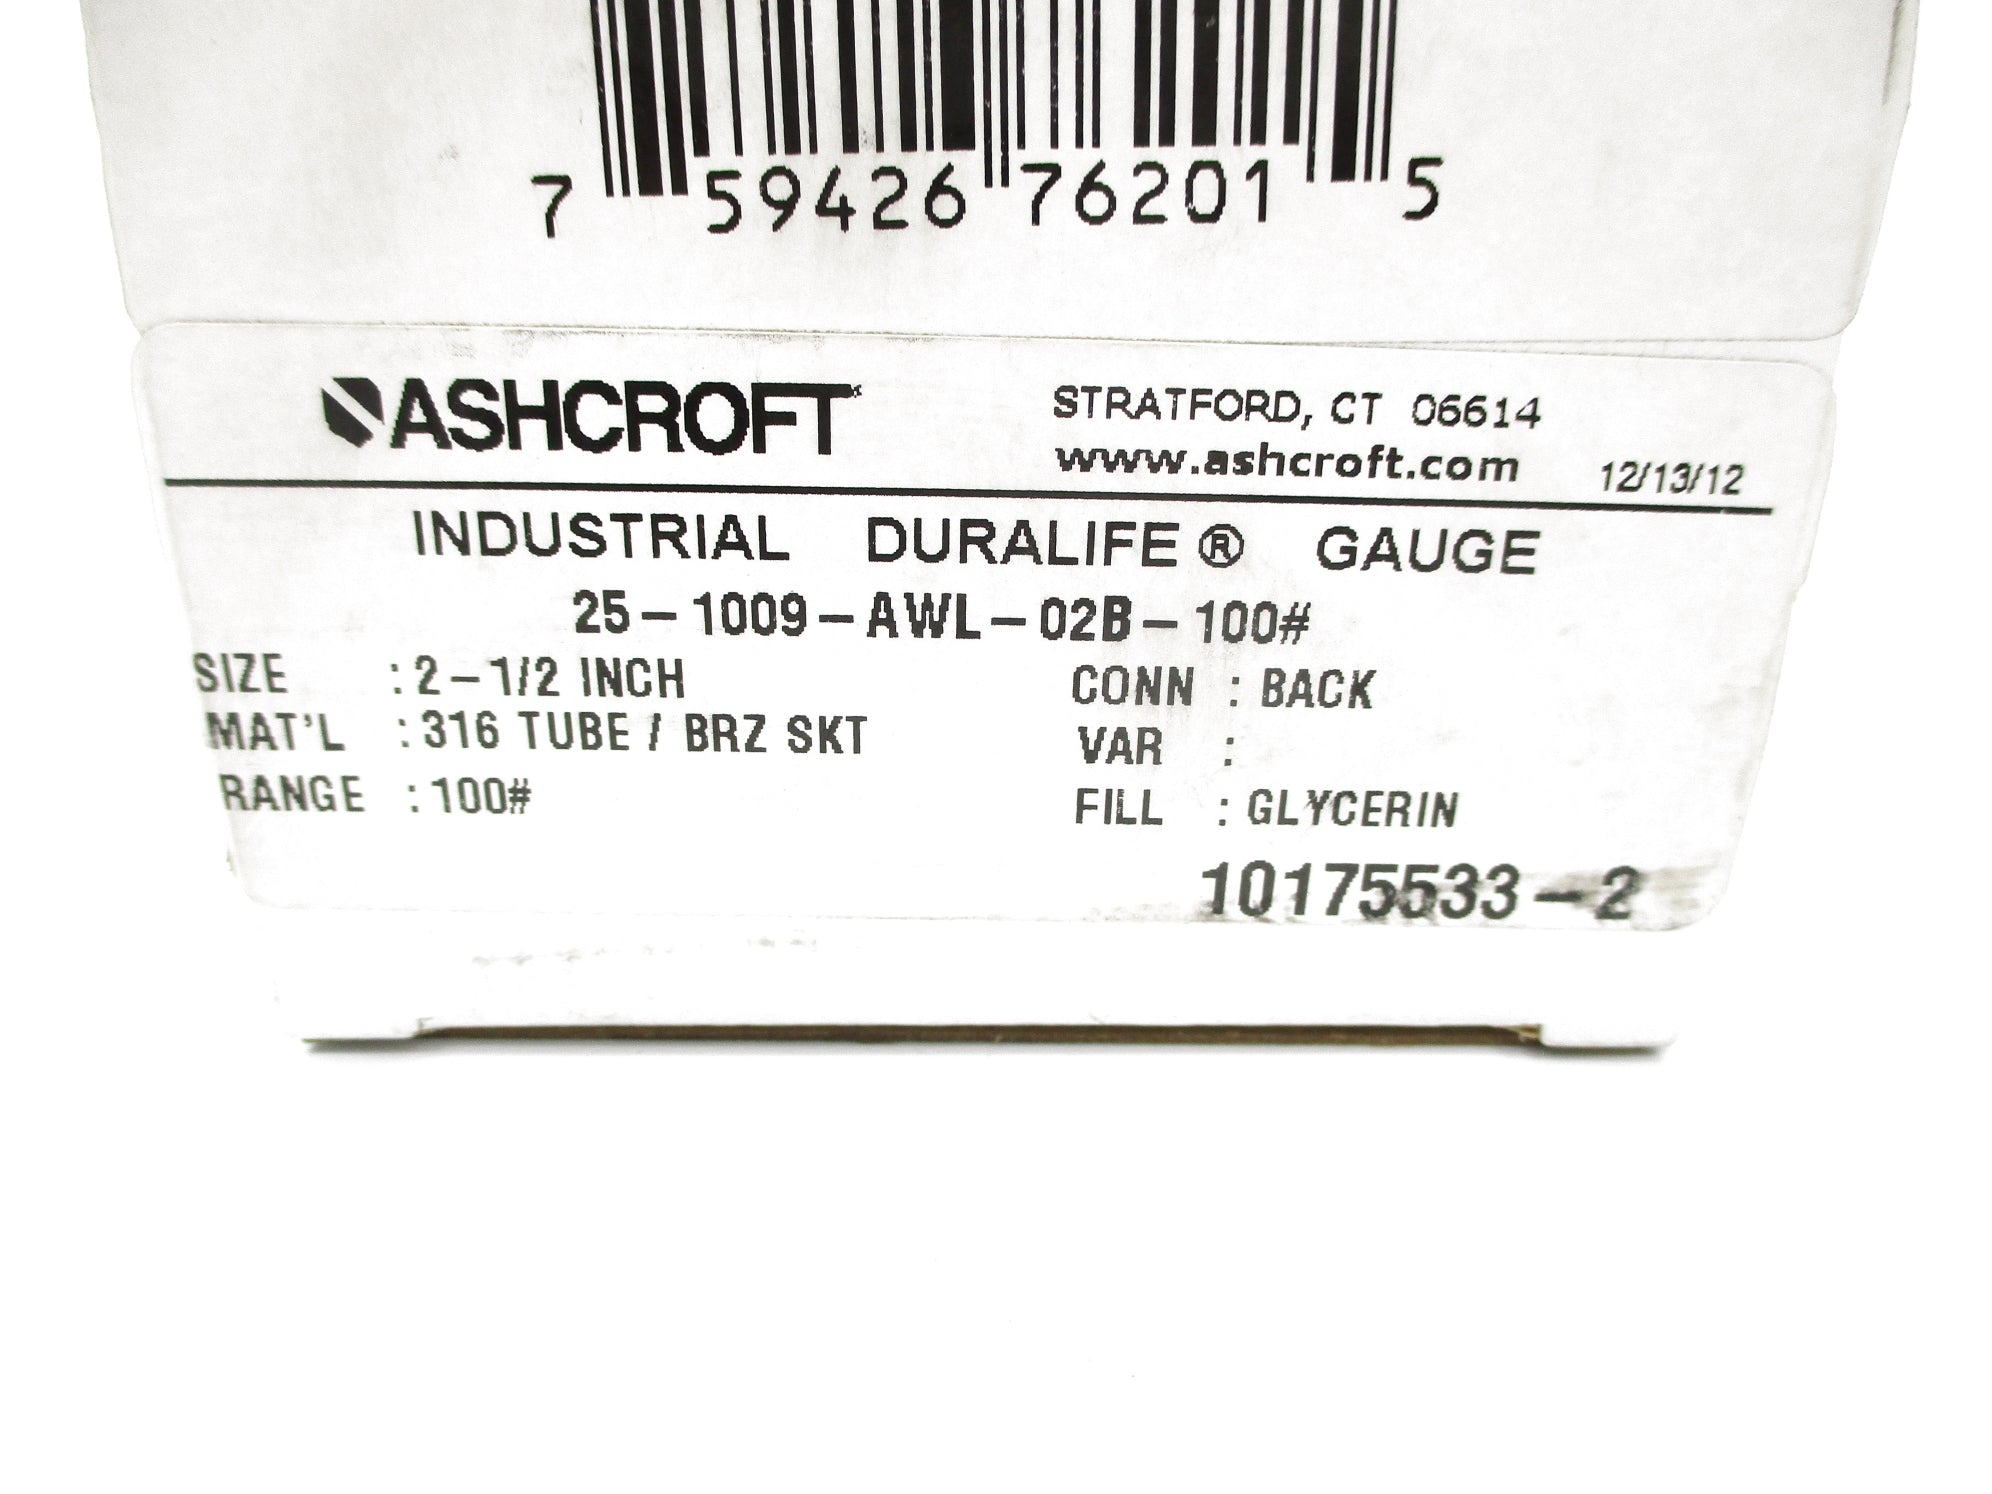 7 59426 76201 5
ASHCROFT
STRATFORD, CT 06614
www.ashcroft.com 12/13/12
INDUSTRIAL DURALIFE® GAUGE
25-1009-AWL-02B-100#
SIZE : 2-1/2 INCH CONN : BACK
MAT'L : 316 TUBE / BRZ SKT VAR :
RANGE : 100# FILL : GLYCERIN
10175533-2